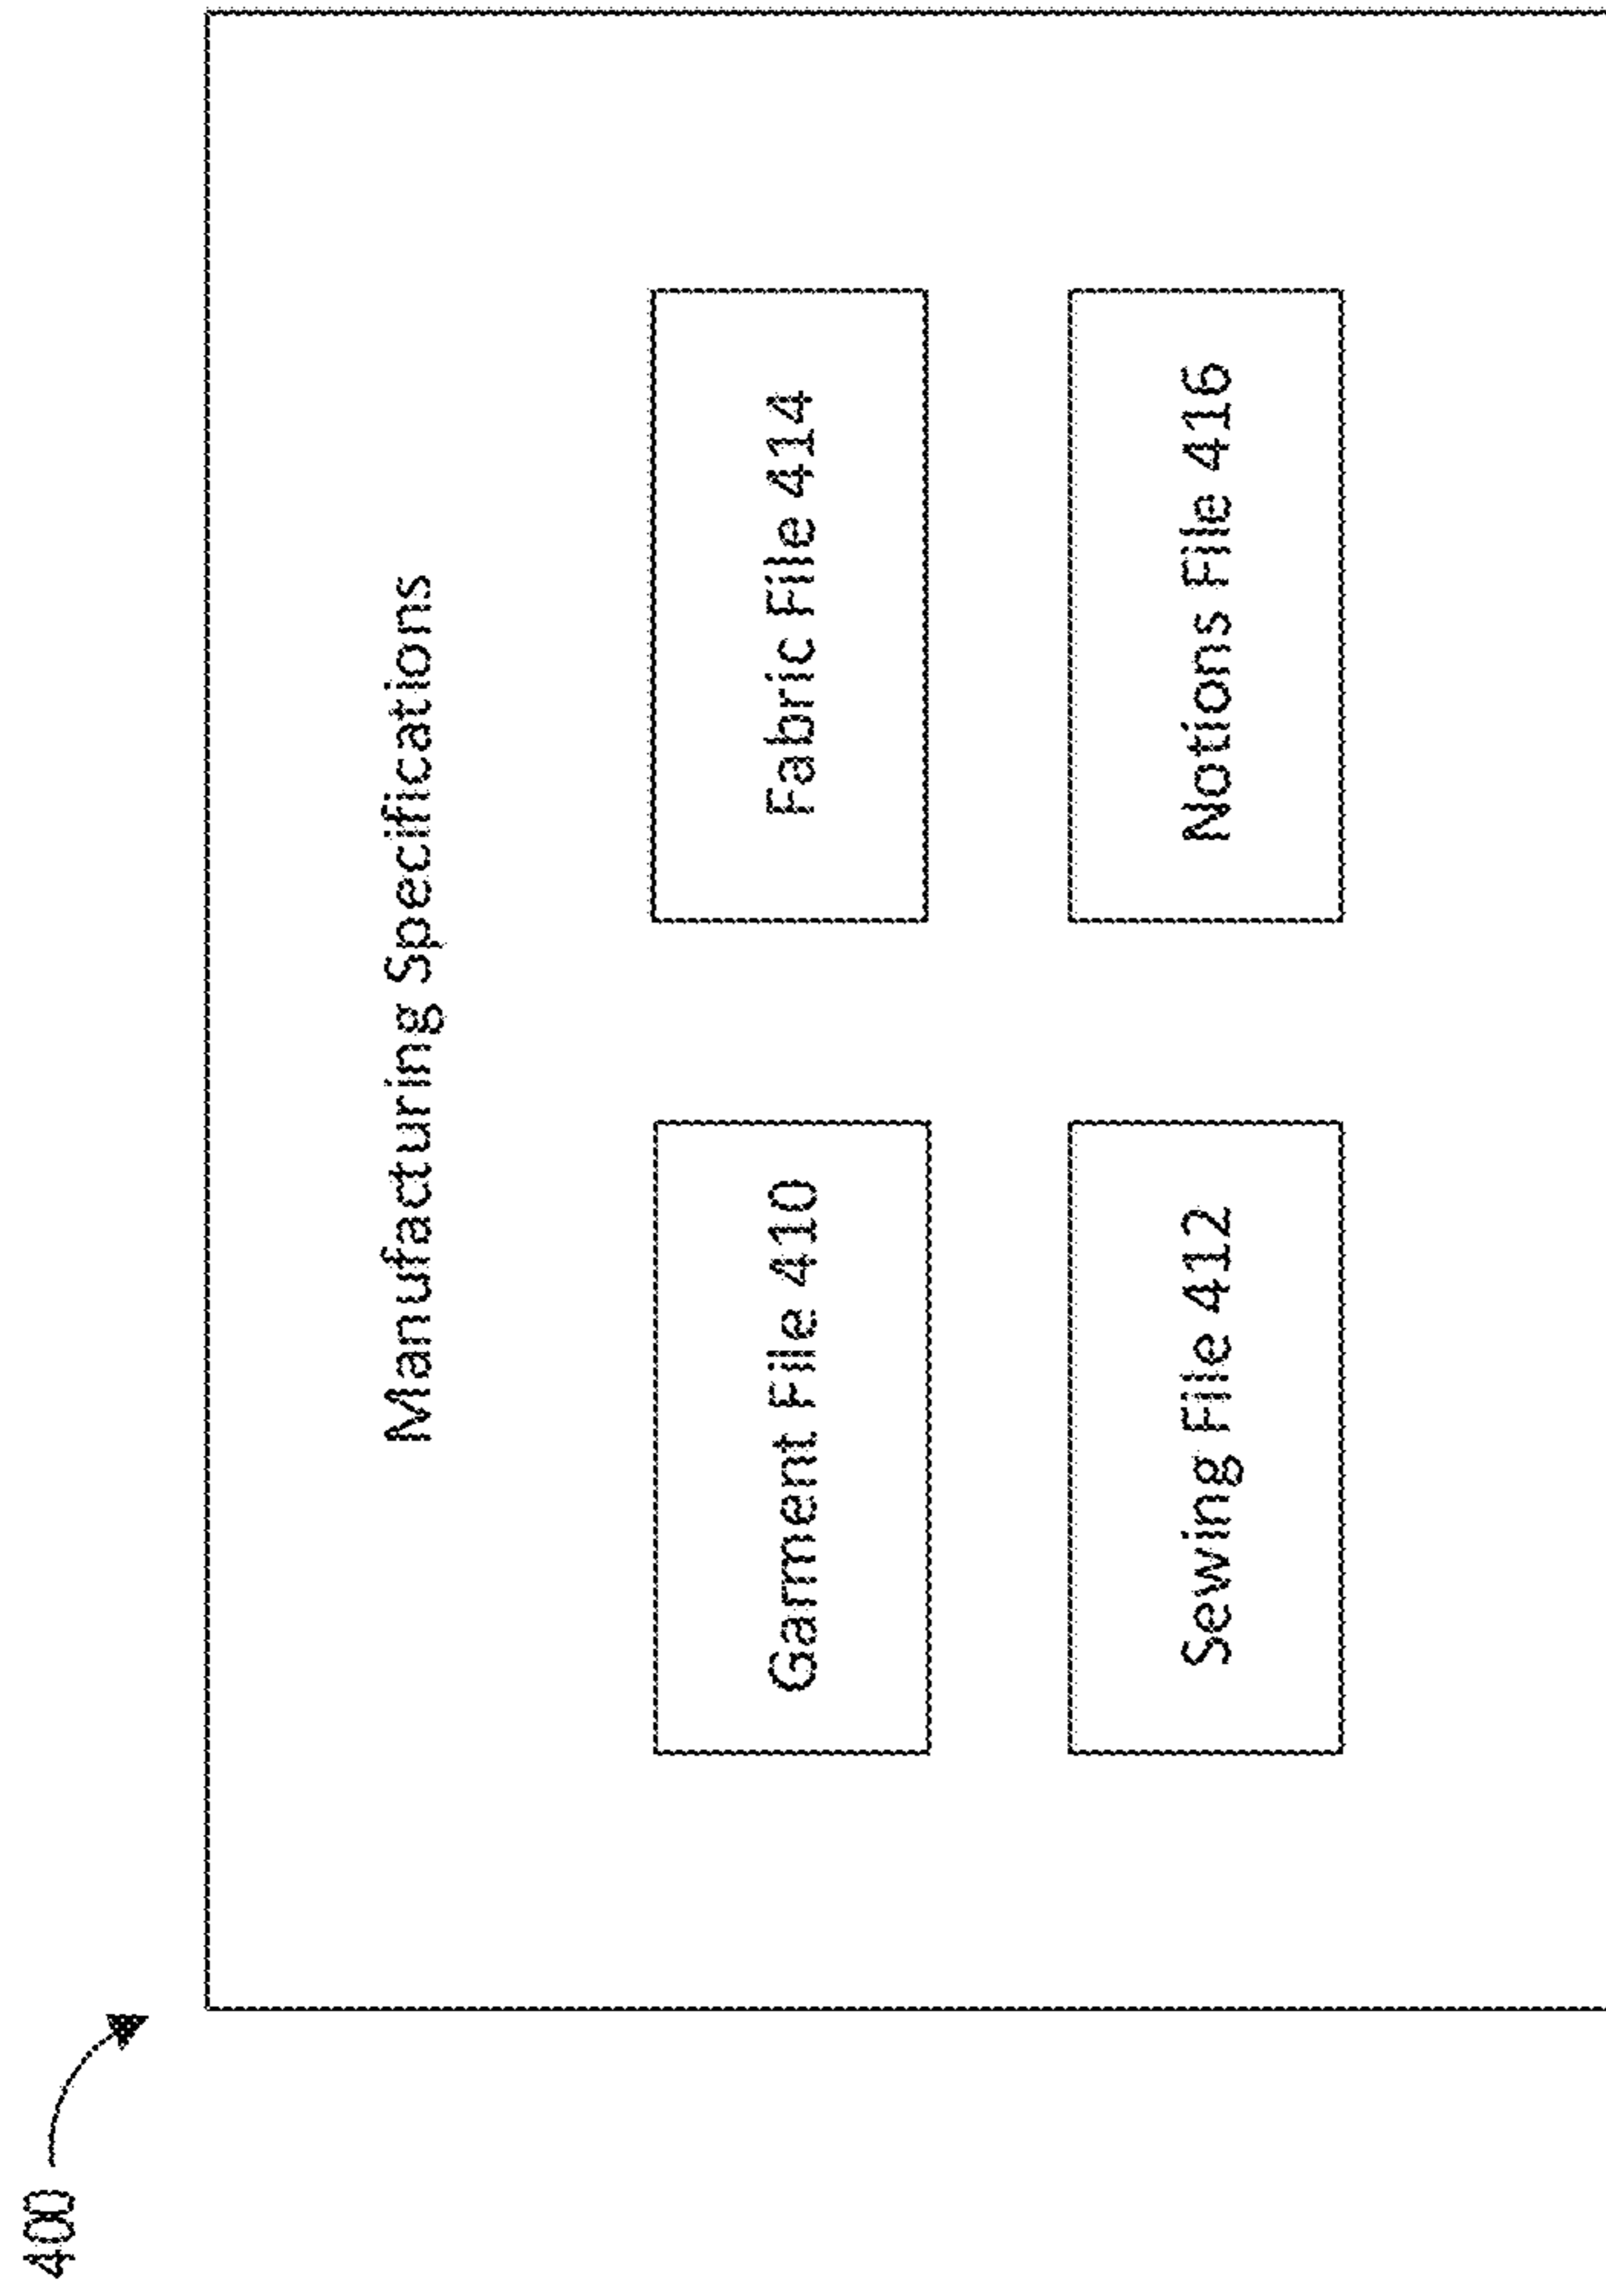 400
Manufacturing Specifications
Garment File 410
Fabric File 414
Sewing File 412
Notions File 416